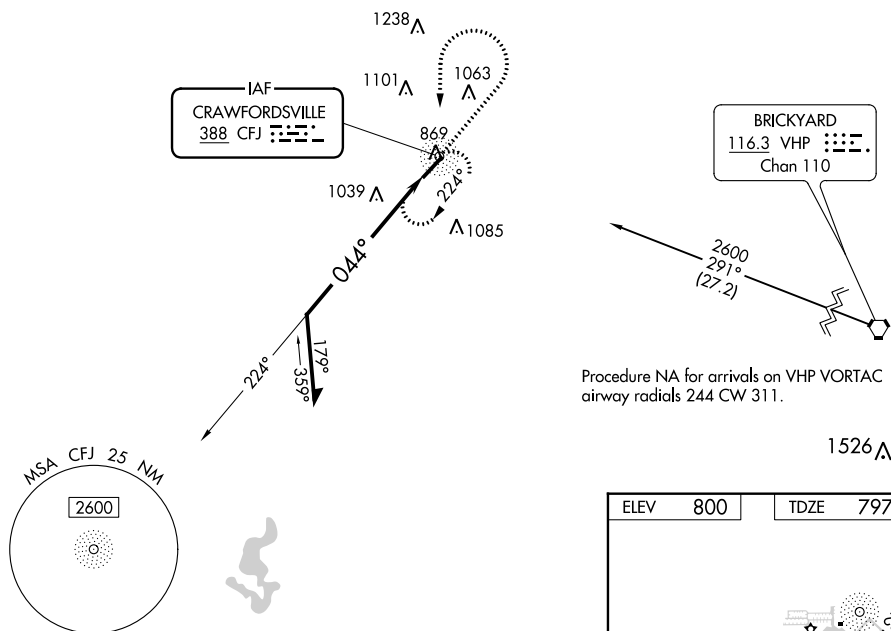 1238
1101
1063
IAF
CRAWFORDSVILLE
388 CFJ
869
224°
1039
1085
044°
179°
359°
224°
BRICKYARD
116.3 VHP
Chan 110
2600
291°
(27.2)
Procedure NA for arrivals on VHP VORTAC
airway radials 244 CW 311.
1526
MSA CFJ 25 NM
2600
ELEV 800
TDZE 797